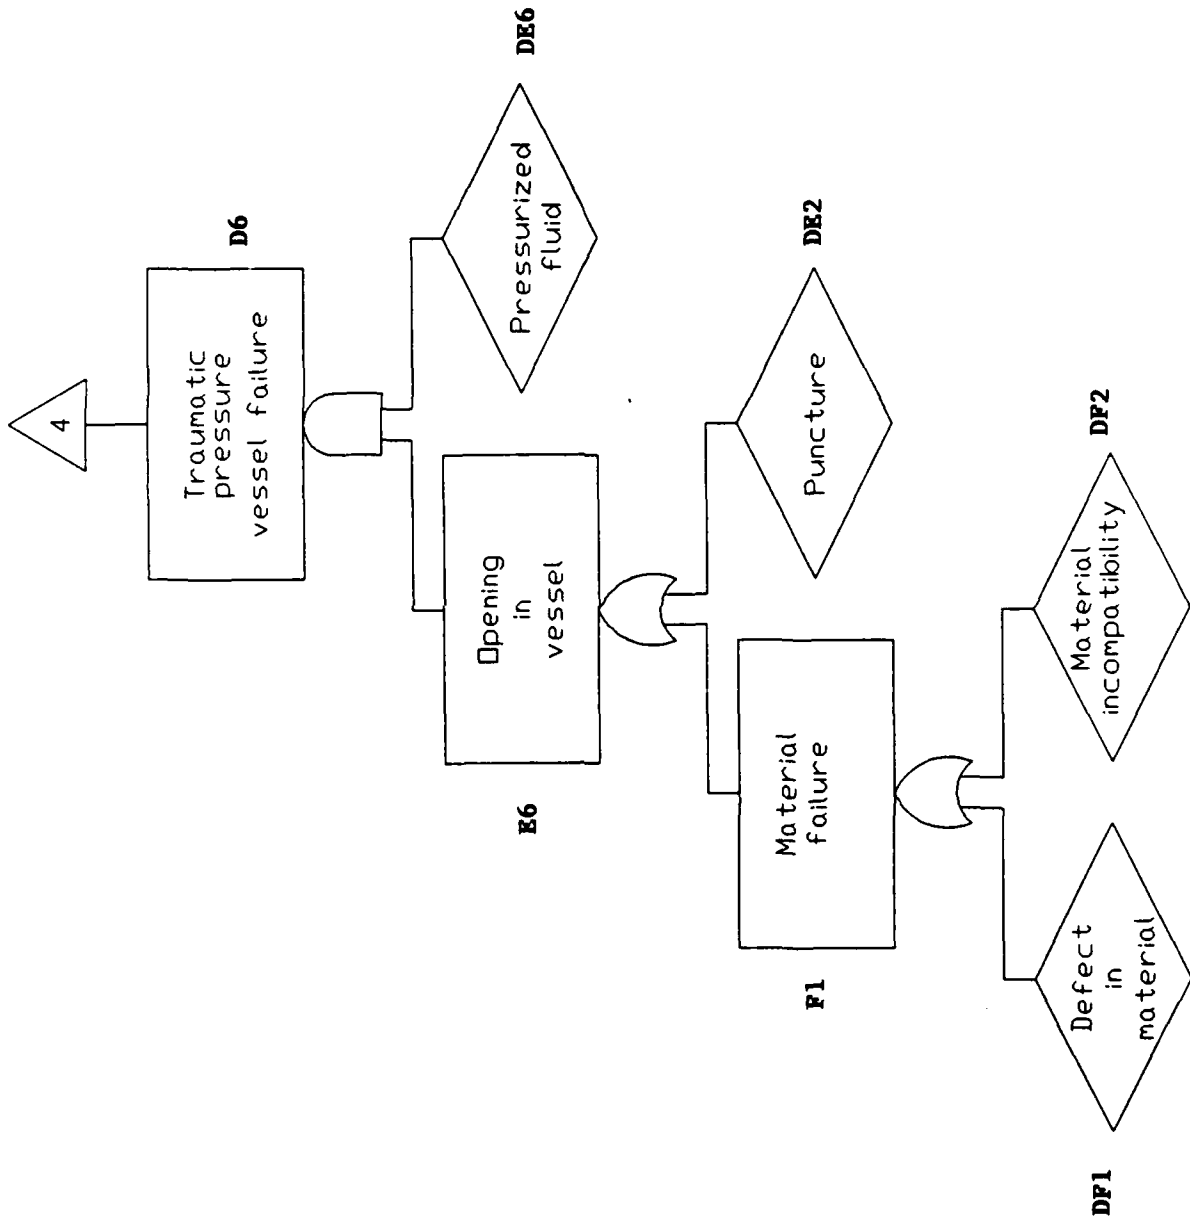 4
D6
Traumatic
pressure
vessel failure
DE6
Pressurized
fluid
E6
Opening
in
vessel
DE2
Puncture
F1
Material
failure
DF2
Material
incompatibility
DF1
Defect
in
material